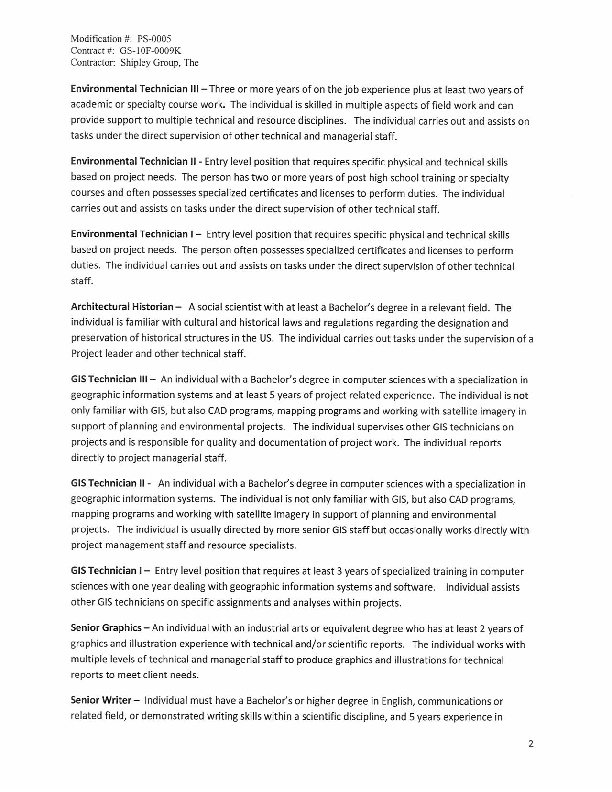 Modification #: PS-0005
Contract #: GS-10F-0009K
Contractor: Shipley Group, The
Environmental Technician III – Three or more years of on the job experience plus at least two years of
academic or specialty course work. The individual is skilled in multiple aspects of field work and can
provide support to multiple technical and resource disciplines. The individual carries out and assists on
tasks under the direct supervision of other technical and managerial staff.
Environmental Technician II - Entry level position that requires specific physical and technical skills
based on project needs. The person has two or more years of post high school training or specialty
courses and often possesses specialized certificates and licenses to perform duties. The individual
carries out and assists on tasks under the direct supervision of other technical staff.
Environmental Technician I – Entry level position that requires specific physical and technical skills
based on project needs. The person often possesses specialized certificates and licenses to perform
duties. The individual carries out and assists on tasks under the direct supervision of other technical
staff.
Architectural Historian – A social scientist with at least a Bachelor's degree in a relevant field. The
individual is familiar with cultural and historical laws and regulations regarding the designation and
preservation of historical structures in the US. The individual carries out tasks under the supervision of a
Project leader and other technical staff.
GIS Technician III – An individual with a Bachelor's degree in computer sciences with a specialization in
geographic information systems and at least 5 years of project related experience. The individual is not
only familiar with GIS, but also CAD programs, mapping programs and working with satellite imagery in
support of planning and environmental projects. The individual supervises other GIS technicians on
projects and is responsible for quality and documentation of project work. The individual reports
directly to project managerial staff.
GIS Technician II - An individual with a Bachelor's degree in computer sciences with a specialization in
geographic information systems. The individual is not only familiar with GIS, but also CAD programs,
mapping programs and working with satellite imagery in support of planning and environmental
projects. The individual is usually directed by more senior GIS staff but occasionally works directly with
project management staff and resource specialists.
GIS Technician I – Entry level position that requires at least 3 years of specialized training in computer
sciences with one year dealing with geographic information systems and software. Individual assists
other GIS technicians on specific assignments and analyses within projects.
Senior Graphics – An individual with an industrial arts or equivalent degree who has at least 2 years of
graphics and illustration experience with technical and/or scientific reports. The individual works with
multiple levels of technical and managerial staff to produce graphics and illustrations for technical
reports to meet client needs.
Senior Writer – Individual must have a Bachelor's or higher degree in English, communications or
related field, or demonstrated writing skills within a scientific discipline, and 5 years experience in
2